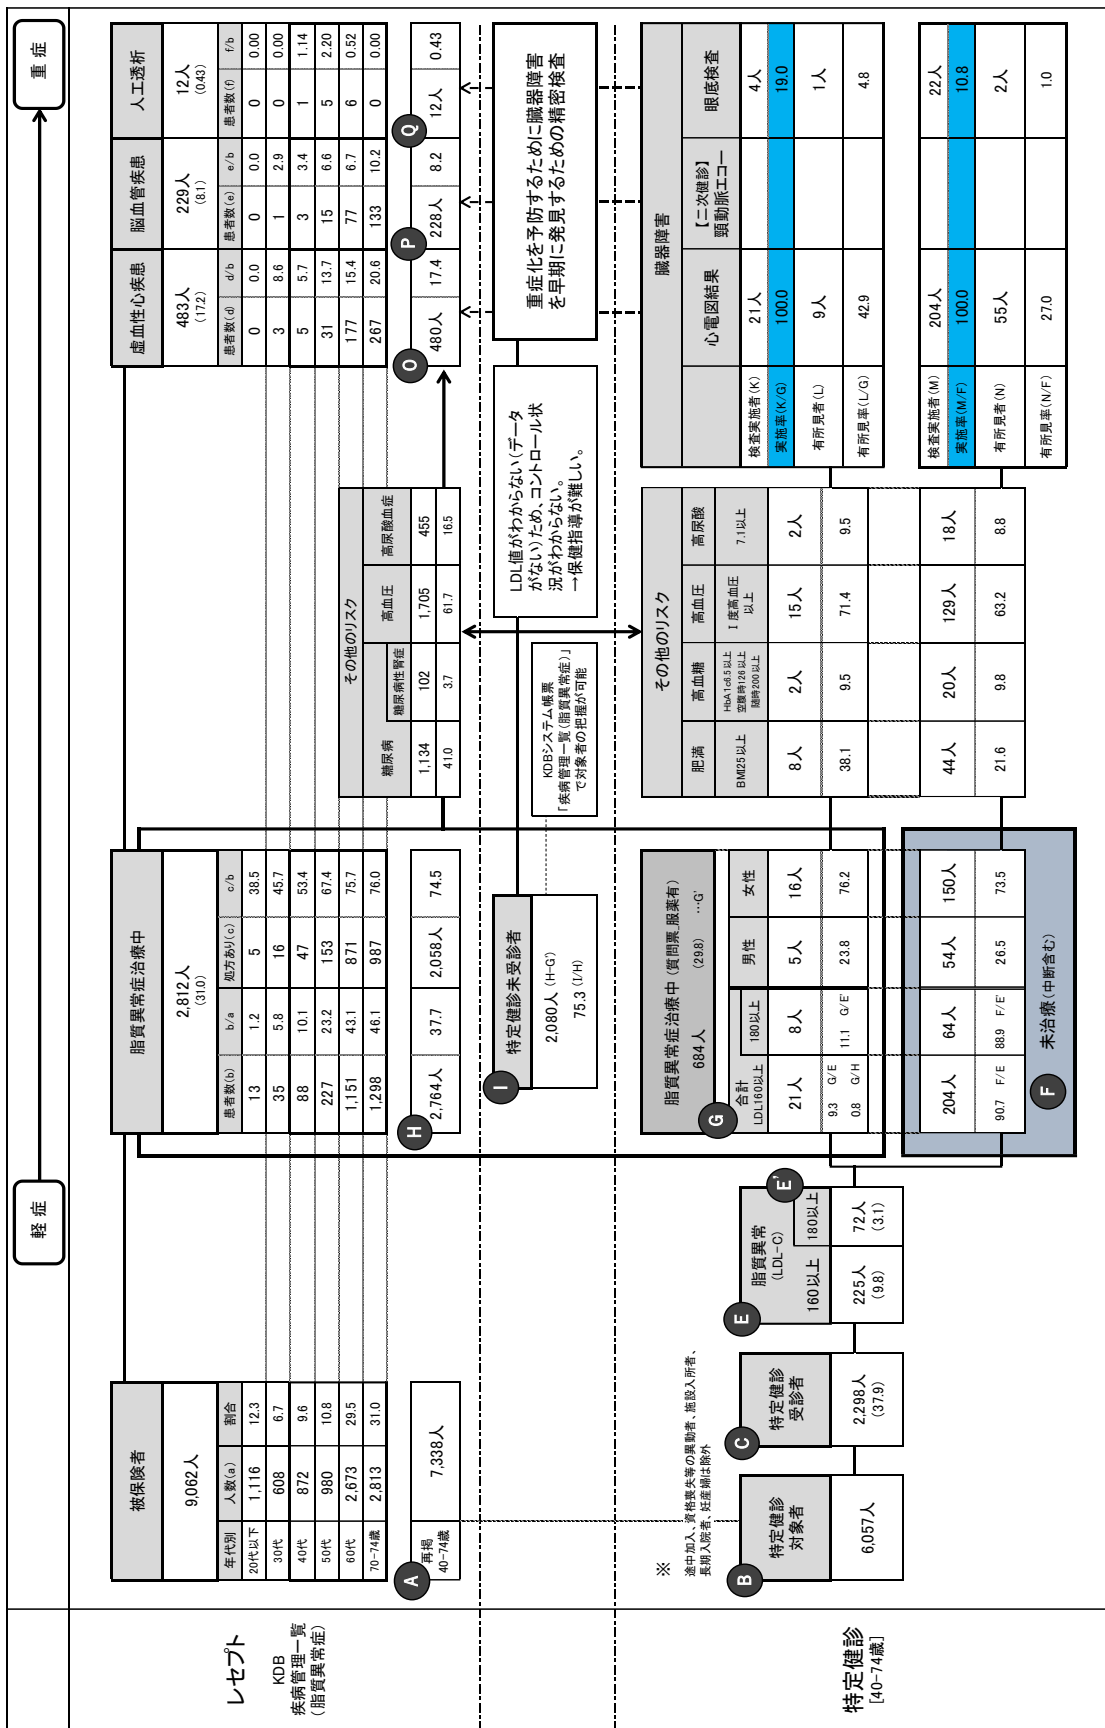 軽症
重症
レセプト
KDB
疾病管理一覧
(脂質異常症)
被保険者
9,062人
年代別 人数(a) 割合
20代以下 1,116 12.3
30代 608 6.7
40代 872 9.6
50代 980 10.8
60代 2,673 29.5
70-74歳 2,813 31.0
A
再掲
40-74歳
7,338人
脂質異常症治療中
2,812人
(31.0)
患者数(b) b/a 処方あり(c) c/b
13 1.2 5 38.5
35 5.8 16 45.7
88 10.1 47 53.4
227 23.2 153 67.4
1,151 43.1 871 75.7
1,298 46.1 987 76.0
H
2,764人 37.7 2,058人 74.5
その他のリスク
糖尿病 糖尿病性腎症 高血圧 高尿酸血症
1,134 102 1,705 455
41.0 3.7 61.7 16.5
虚血性心疾患 脳血管疾患 人工透析
483人 229人 12人
(17.2) (8.1) (0.43)
患者数(d) d/b 患者数(e) e/b 患者数(f) f/b
0 0.0 0 0.0 0 0.00
3 8.6 1 2.9 0 0.00
5 5.7 3 3.4 1 1.14
31 13.7 15 6.6 5 2.20
177 15.4 77 6.7 6 0.52
267 20.6 133 10.2 0 0.00
O P Q
480人 17.4 228人 8.2 12人 0.43
I
特定健診未受診者
2,080人 (H-G')
75.3 (I/H)
KDBシステム帳票
「疾病管理一覧(脂質異常症)」
で対象者の把握が可能
LDL値がわからない(データ
がない)ため、コントロール状
況がわからない。
→保健指導が難しい。
重症化を予防するために臓器障害
を早期に発見するための精密検査
特定健診
[40-74歳]
※
途中加入、資格喪失等の異動者、施設入所者、
長期入院者、妊産婦は除外
B
特定健診
対象者
6,057人
C
特定健診
受診者
2,298人
(37.9)
E
E'
脂質異常
(LDL-C)
160以上 180以上
225人 72人
(9.8) (3.1)
脂質異常症治療中 (質問票_服薬有)
684人 (29.8) …G'
G
合計
LDL160以上 180以上 男性 女性
21人 8人 5人 16人
9.3 G/E 11.1 G/E' 23.8 76.2
0.8 G/H
204人 64人 54人 150人
90.7 F/E 88.9 F/E' 26.5 73.5
F
未治療(中断含む)
その他のリスク
肥満 高血糖 高血圧 高尿酸
BMI25以上
HbA1c6.5以上
空腹時126以上
随時200以上
Ⅰ度高血圧
以上
7.1以上
8人 2人 15人 2人
38.1 9.5 71.4 9.5
44人 20人 129人 18人
21.6 9.8 63.2 8.8
臓器障害
心電図結果
【二次健診】
頸動脈エコー
眼底検査
検査実施者(K) 21人 4人
実施率(K/G) 100.0 19.0
有所見者(L) 9人 1人
有所見率(L/G) 42.9 4.8
検査実施者(M) 204人 22人
実施率(M/F) 100.0 10.8
有所見者(N) 55人 2人
有所見率(N/F) 27.0 1.0